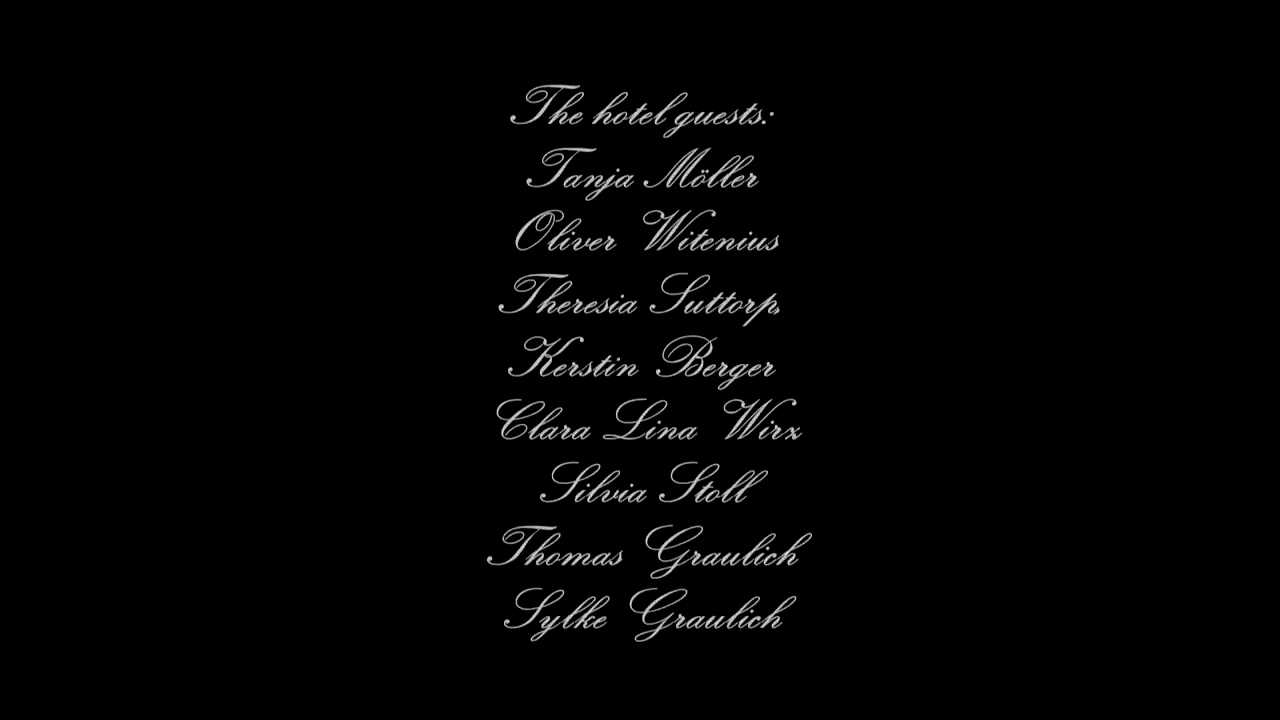 The hotel guests:
Tanja Möller
Oliver Witenius
Theresia Suttorp,
Kerstin Berger
Clara Lina Wirz
Silvia Stoll
Thomas Graulich
Sylke Graulich